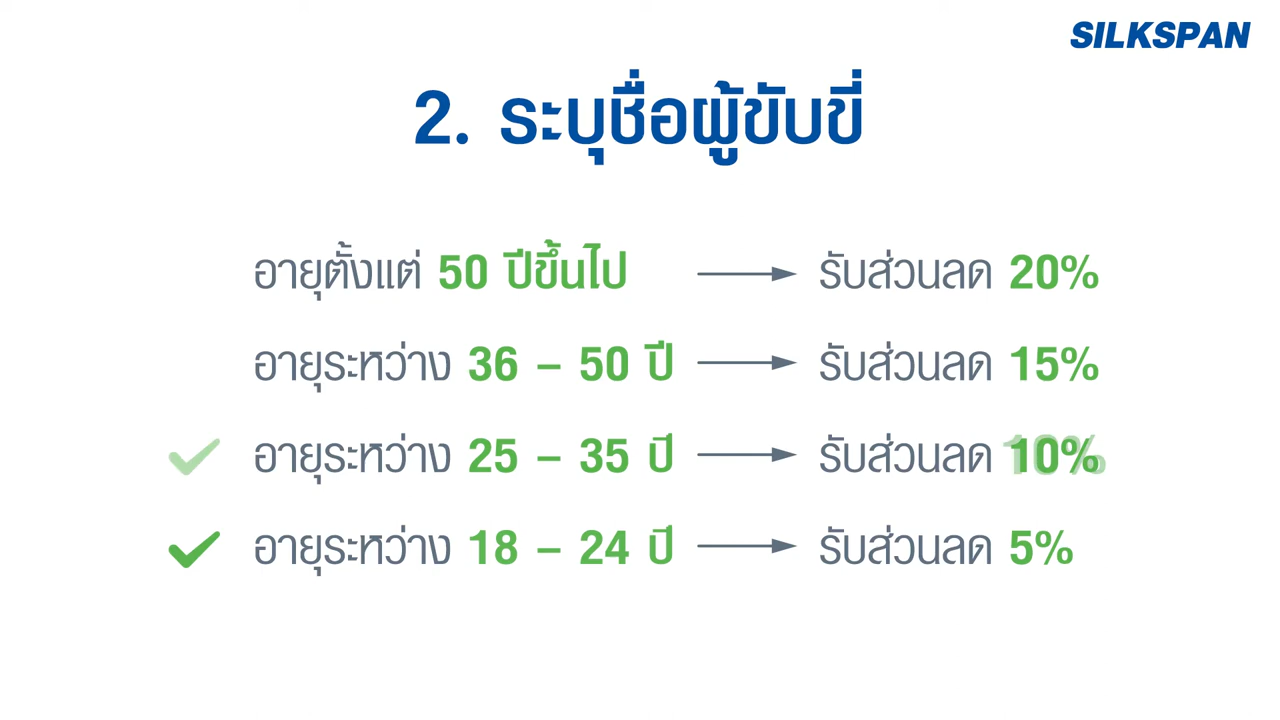 SILKSPAN
2. ระบุชื่อผู้ขับขี่
อายุตั้งแต่ 50 ปีขึ้นไป → รับส่วนลด 20%
อายุระหว่าง 36 – 50 ปี → รับส่วนลด 15%
อายุระหว่าง 25 – 35 ปี → รับส่วนลด 10%
อายุระหว่าง 18 – 24 ปี → รับส่วนลด 5%